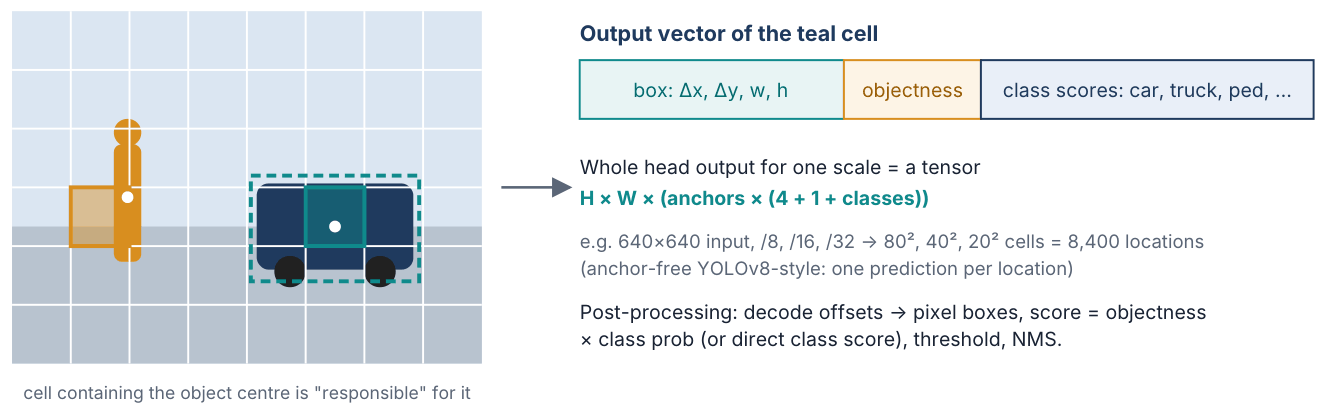 Output vector of the teal cell
box: Δx, Δy, w, h
objectness
class scores: car, truck, ped, ...
Whole head output for one scale = a tensor
H × W × (anchors × (4 + 1 + classes))
e.g. 640×640 input, /8, /16, /32 → 80², 40², 20² cells = 8,400 locations
(anchor-free YOLOv8-style: one prediction per location)
Post-processing: decode offsets → pixel boxes, score = objectness
× class prob (or direct class score), threshold, NMS.
cell containing the object centre is "responsible" for it